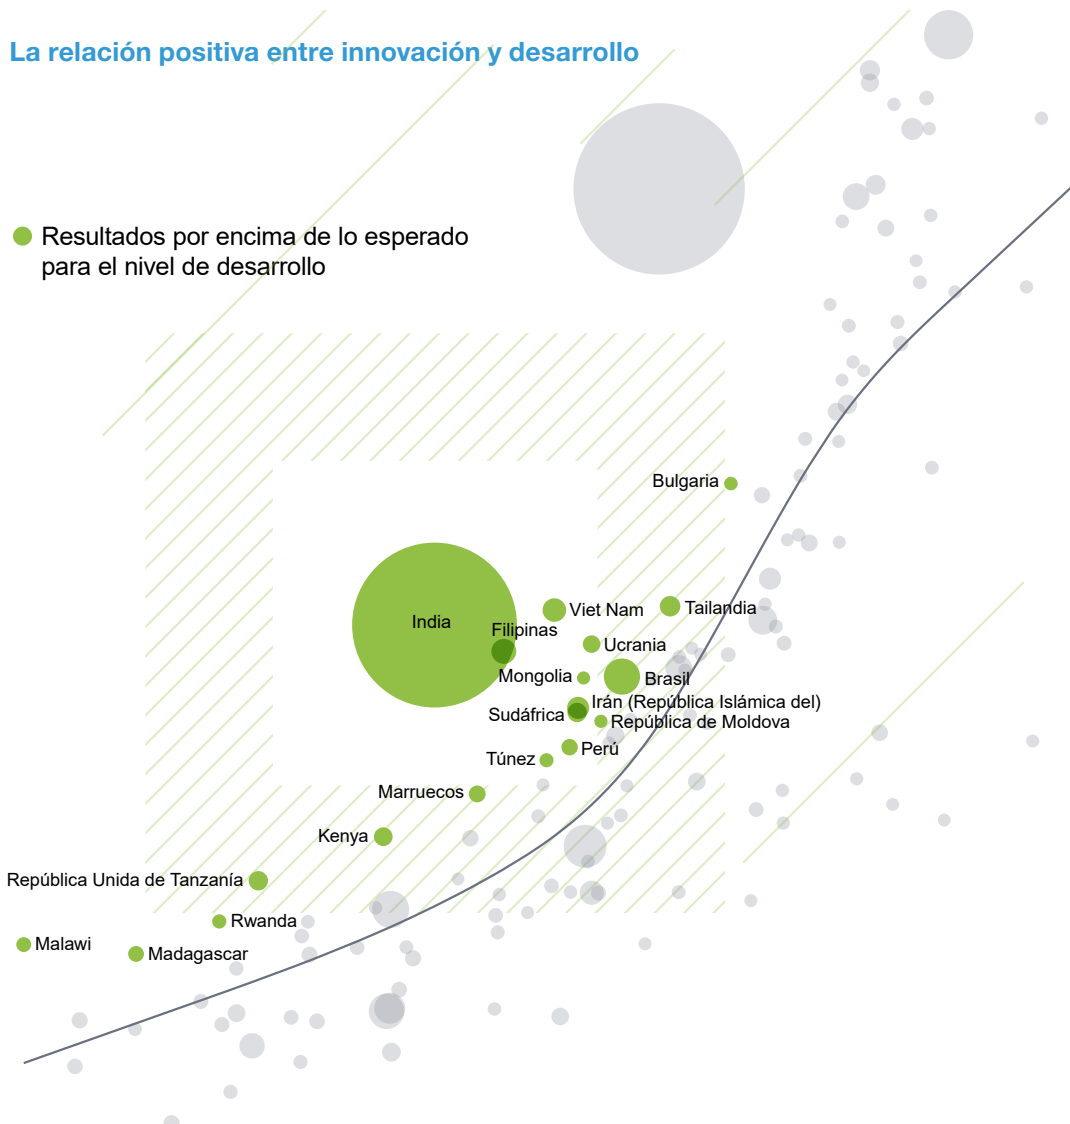 La relación positiva entre innovación y desarrollo
Resultados por encima de lo esperado
para el nivel de desarrollo
Bulgaria
Viet Nam
Tailandia
India
Filipinas
Ucrania
Mongolia
Brasil
Irán (República Islámica del)
Sudáfrica
República de Moldova
Perú
Túnez
Marruecos
Kenya
República Unida de Tanzanía
Rwanda
Malawi
Madagascar